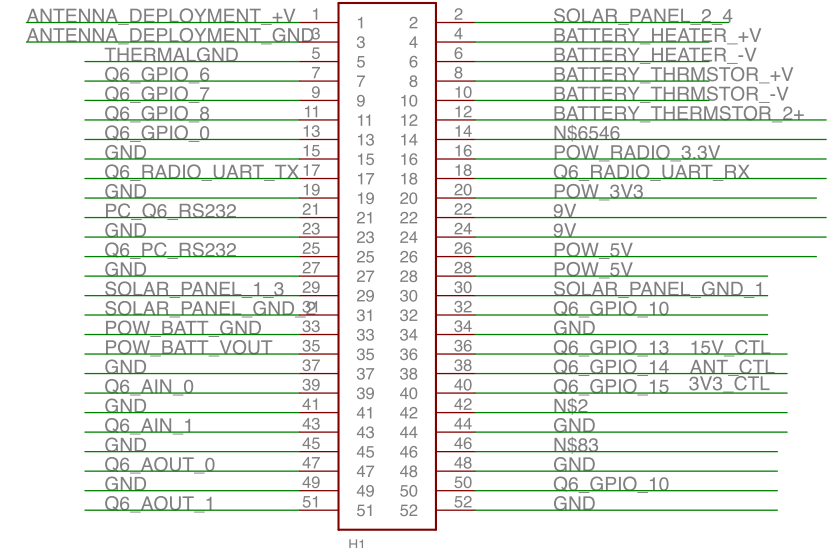 ANTENNA_DEPLOYMENT_+V 1 1 2 2 SOLAR_PANEL_2_4
ANTENNA_DEPLOYMENT_GND 3 3 4 4 BATTERY_HEATER_+V
THERMALGND 5 5 6 6 BATTERY_HEATER_-V
Q6_GPIO_6 7 7 8 8 BATTERY_THRMSTOR_+V
Q6_GPIO_7 9 9 10 10 BATTERY_THRMSTOR_-V
Q6_GPIO_8 11 11 12 12 BATTERY_THERMSTOR_2+
Q6_GPIO_0 13 13 14 14 N$6546
GND 15 15 16 16 POW_RADIO_3.3V
Q6_RADIO_UART_TX 17 17 18 18 Q6_RADIO_UART_RX
GND 19 19 20 20 POW_3V3
PC_Q6_RS232 21 21 22 22 9V
GND 23 23 24 24 9V
Q6_PC_RS232 25 25 26 26 POW_5V
GND 27 27 28 28 POW_5V
SOLAR_PANEL_1_3 29 29 30 30 SOLAR_PANEL_GND_1
SOLAR_PANEL_GND_2 31 31 32 32 Q6_GPIO_10
POW_BATT_GND 33 33 34 34 GND
POW_BATT_VOUT 35 35 36 36 Q6_GPIO_13 15V_CTL
GND 37 37 38 38 Q6_GPIO_14 ANT_CTL
Q6_AIN_0 39 39 40 40 Q6_GPIO_15 3V3_CTL
GND 41 41 42 42 N$2
Q6_AIN_1 43 43 44 44 GND
GND 45 45 46 46 N$83
Q6_AOUT_0 47 47 48 48 GND
GND 49 49 50 50 Q6_GPIO_10
Q6_AOUT_1 51 51 52 52 GND
H1